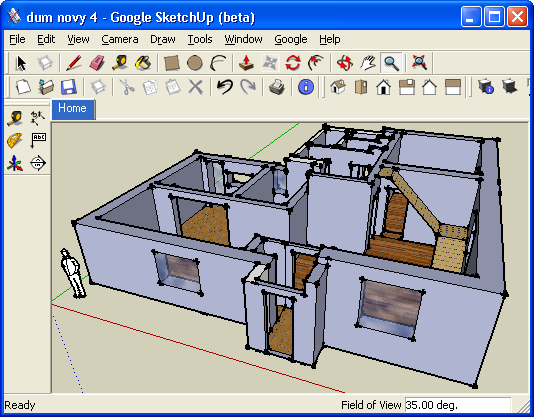 dum novy 4 - Google SketchUp (beta)
File Edit View Camera Draw Tools Window Google Help
Home
ABC
Ready
Field of View 35.00 deg.